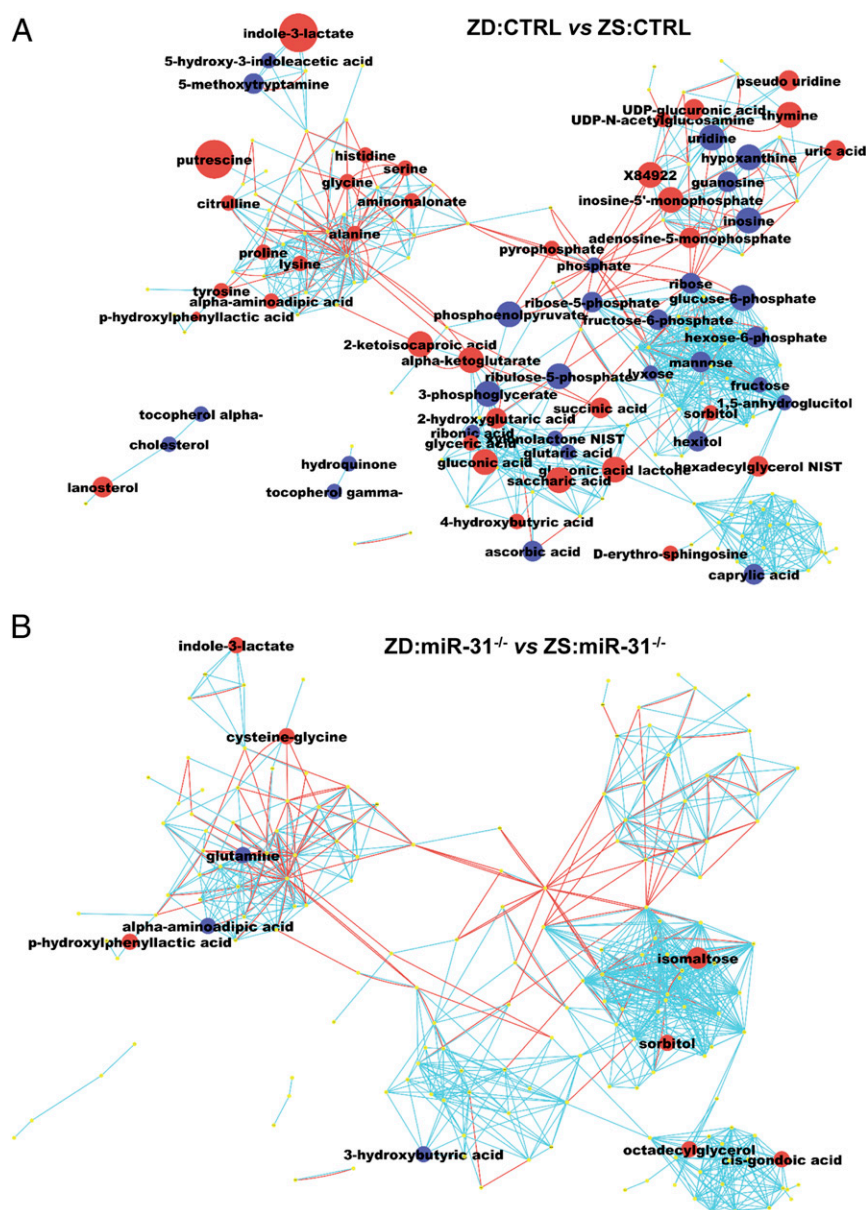 A
ZD:CTRL vs ZS:CTRL
indole-3-lactate
5-hydroxy-3-indoleacetic acid
5-methoxytryptamine
pseudo uridine
UDP-glucuronic acid
thymine
UDP-N-acetylglucosamine
uridine
putrescine
histidine
serine
hypoxanthine
uric acid
glycine
X84922
guanosine
citrulline
aminomalonate
inosine-5'-monophosphate
inosine
alanine
adenosine-5-monophosphate
proline
pyrophosphate
lysine
phosphate
tyrosine
ribose
alpha-aminoadipic acid
ribose-5-phosphate
glucose-6-phosphate
p-hydroxylphenyllactic acid
phosphoenolpyruvate
fructose-6-phosphate
hexose-6-phosphate
2-ketoisocaproic acid
alpha-ketoglutarate
mannose
ribulose-5-phosphate
lyxose
fructose
3-phosphoglycerate
1,5-anhydroglucitol
tocopherol alpha-
2-hydroxyglutaric acid
succinic acid
sorbitol
ribonic acid
xylonolactone NIST
cholesterol
glyceric acid
glutaric acid
hexitol
hydroquinone
gluconic acid
gluconic acid lactone
hexadecylglycerol NIST
lanosterol
saccharic acid
tocopherol gamma-
4-hydroxybutyric acid
ascorbic acid
D-erythro-sphingosine
caprylic acid
B
ZD:miR-31-/- vs ZS:miR-31-/-
indole-3-lactate
cysteine-glycine
glutamine
alpha-aminoadipic acid
p-hydroxylphenyllactic acid
isomaltose
sorbitol
3-hydroxybutyric acid
octadecylglycerol
cis-gondoic acid